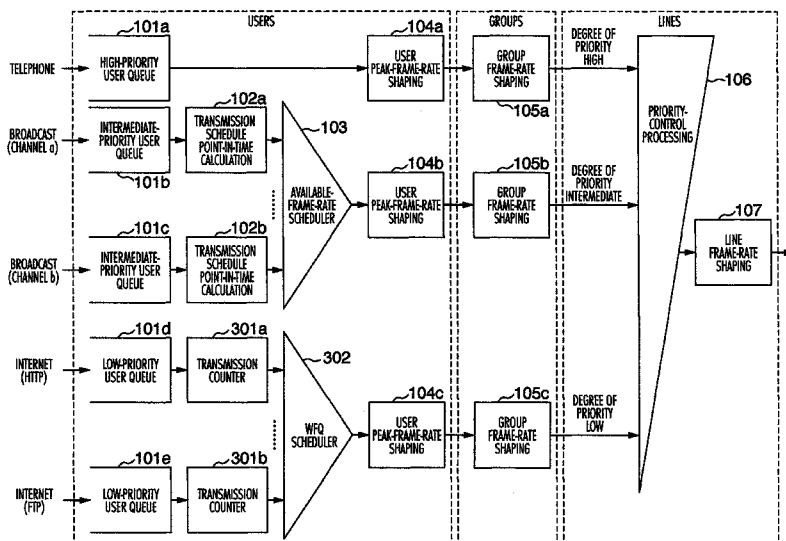 USERS
GROUPS
LINES
TELEPHONE
101a
HIGH-PRIORITY
USER QUEUE
104a
USER
PEAK-FRAME-RATE
SHAPING
GROUP
FRAME-RATE
SHAPING
105a
DEGREE OF
PRIORITY
HIGH
106
PRIORITY-
CONTROL
PROCESSING
BROADCAST
(CHANNEL a)
INTERMEDIATE-
PRIORITY USER
QUEUE
101b
102a
TRANSMISSION
SCHEDULE
POINT-IN-TIME
CALCULATION
103
AVAILABLE-
FRAME-RATE
SCHEDULER
104b
USER
PEAK-FRAME-RATE
SHAPING
105b
GROUP
FRAME-RATE
SHAPING
DEGREE OF
PRIORITY
INTERMEDIATE
107
LINE
FRAME-RATE
SHAPING
BROADCAST
(CHANNEL b)
101c
INTERMEDIATE-
PRIORITY USER
QUEUE
102b
TRANSMISSION
SCHEDULE
POINT-IN-TIME
CALCULATION
INTERNET
(HTTP)
101d
LOW-PRIORITY
USER QUEUE
301a
TRANSMISSION
COUNTER
302
WFQ
SCHEDULER
104c
USER
PEAK-FRAME-RATE
SHAPING
105c
GROUP
FRAME-RATE
SHAPING
DEGREE OF
PRIORITY
LOW
INTERNET
(FTP)
101e
LOW-PRIORITY
USER QUEUE
301b
TRANSMISSION
COUNTER